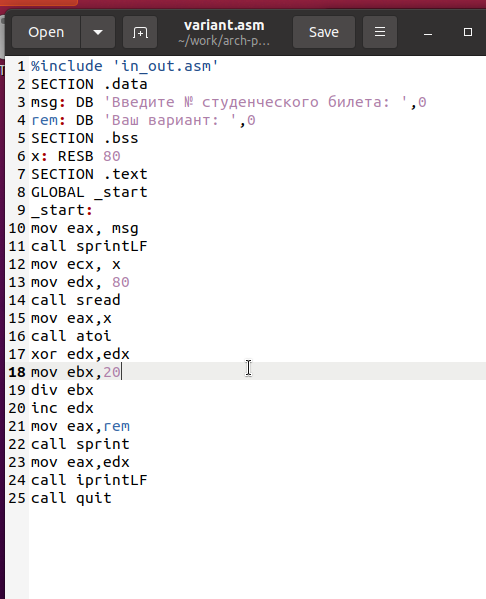 Open
variant.asm
~/work/arch-p...
Save
1 %include 'in_out.asm'
2 SECTION .data
3 msg: DB 'Введите № студенческого билета: ',0
4 rem: DB 'Ваш вариант: ',0
5 SECTION .bss
6 x: RESB 80
7 SECTION .text
8 GLOBAL _start
9 _start:
10 mov eax, msg
11 call sprintLF
12 mov ecx, x
13 mov edx, 80
14 call sread
15 mov eax,x
16 call atoi
17 xor edx,edx
18 mov ebx,20
19 div ebx
20 inc edx
21 mov eax,rem
22 call sprint
23 mov eax,edx
24 call iprintLF
25 call quit